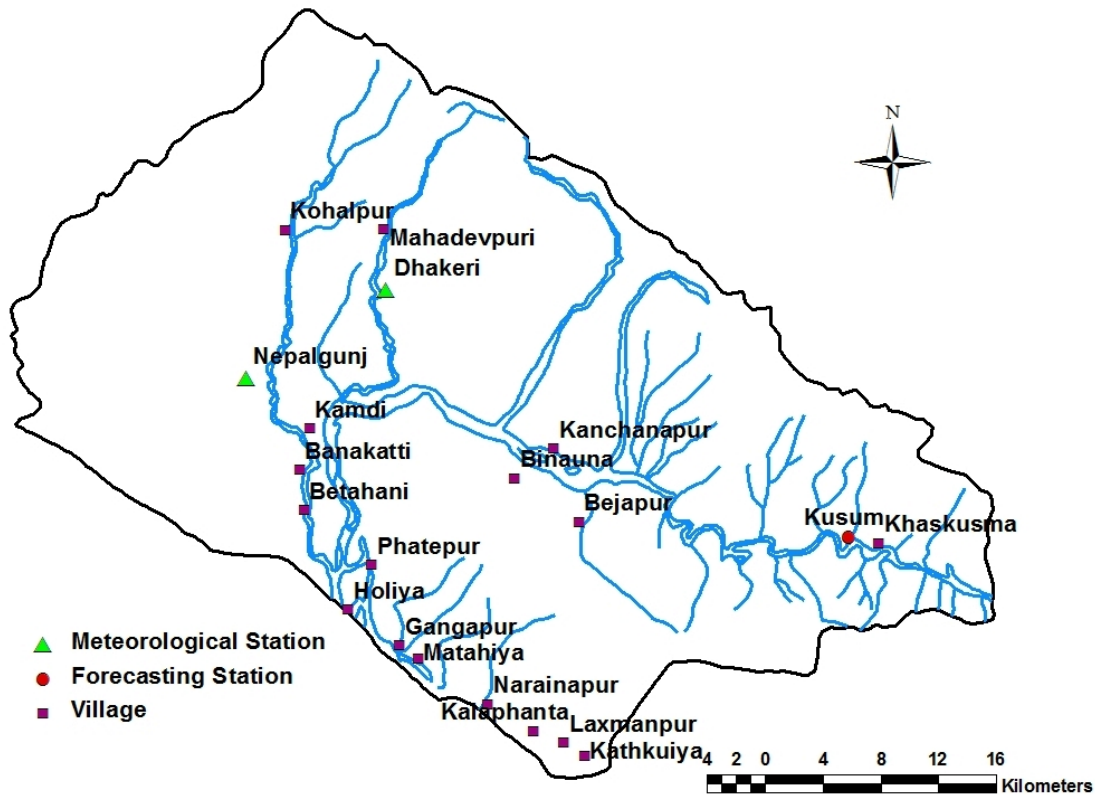 N
Kohalpur
Mahadevpuri
Dhakeri
Nepalgunj
Kamdi
Kanchanapur
Banakatti
Binauna
Betahani
Bejapur
Kusum
Khaskusma
Phatepur
Holiya
Gangapur
Matahiya
Narainapur
Kalaphanta
Laxmanpur
Kathkuiya
Meteorological Station
Forecasting Station
Village
4 2 0 4 8 12 16
Kilometers